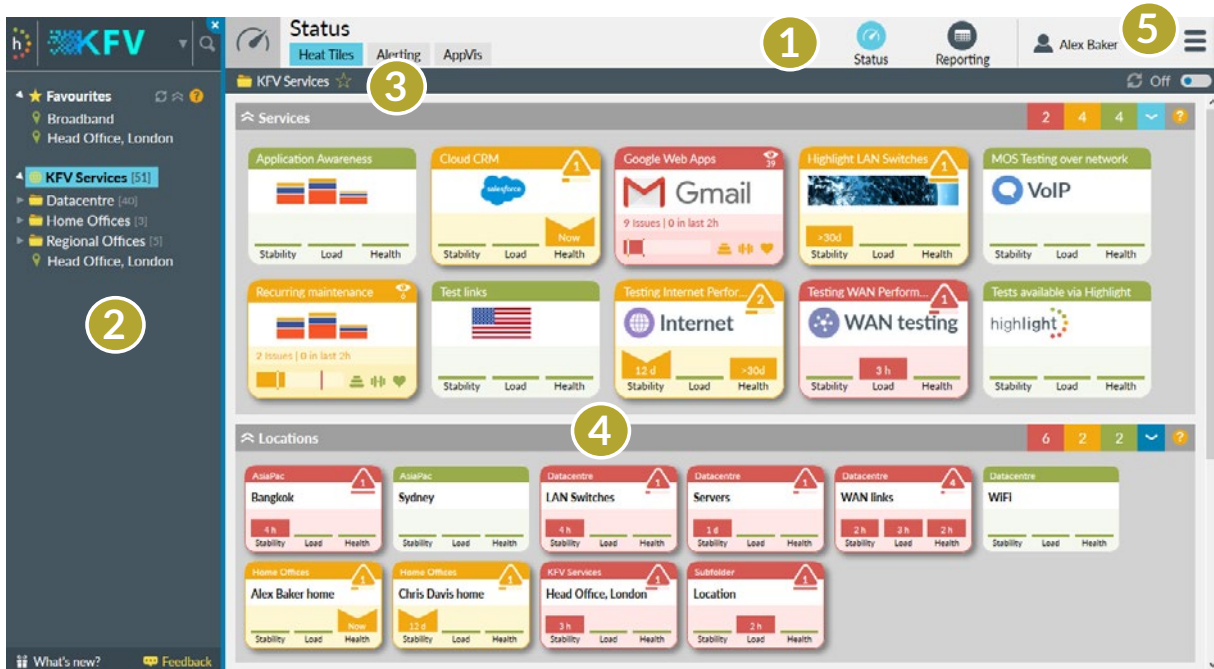 Status
1
5
h
KFV
Heat Tiles
Alerting
AppVis
Status
Reporting
Alex Baker
3
KFV Services
Off
Favourites
?
Broadband
Head Office, London
KFV Services [51]
Datacentre [40]
Home Offices [3]
Regional Offices [5]
Head Office, London
2
What's new?
Feedback
Services
2 4 4 ?
Application Awareness
Stability Load Health
Cloud CRM
1
salesforce
Now
Stability Load Health
Google Web Apps
39
Gmail
9 Issues | 0 in last 2h
Highlight LAN Switches
1
>30d
Stability Load Health
MOS Testing over network
VoIP
Stability Load Health
Recurring maintenance
?
2 Issues | 0 in last 2h
Test links
Stability Load Health
Testing Internet Perfor...
2
Internet
12 d >30d
Stability Load Health
Testing WAN Perform...
1
WAN testing
3 h
Stability Load Health
Tests available via Highlight
highlight
Stability Load Health
4
Locations
6 2 2 ?
AsiaPac
1
Bangkok
4 h
Stability Load Health
AsiaPac
Sydney
Stability Load Health
Datacentre
1
LAN Switches
4 h
Stability Load Health
Datacentre
1
Servers
1 d
Stability Load Health
Datacentre
4
WAN links
2 h 3 h 2 h
Stability Load Health
Datacentre
WiFi
Stability Load Health
Home Offices
1
Alex Baker home
Now
Stability Load Health
Home Offices
1
Chris Davis home
12 d
Stability Load Health
KFV Services
1
Head Office, London
3 h
Stability Load Health
Subfolder
1
Location
2 h
Stability Load Health